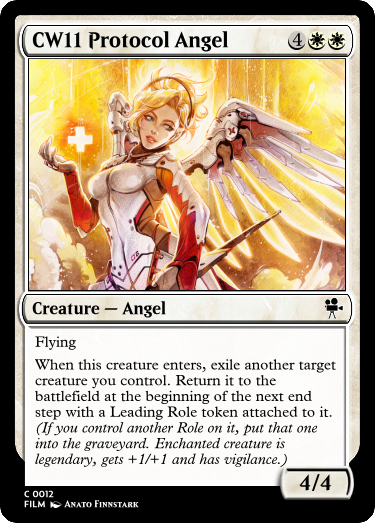 CW11 Protocol Angel 4
Creature — Angel
Flying
When this creature enters, exile another target
creature you control. Return it to the
battlefield at the beginning of the next end
step with a Leading Role token attached to it.
(If you control another Role on it, put that one
into the graveyard. Enchanted creature is
legendary, gets +1/+1 and has vigilance.)
4/4
C 0012
FILM Anato Finnstark